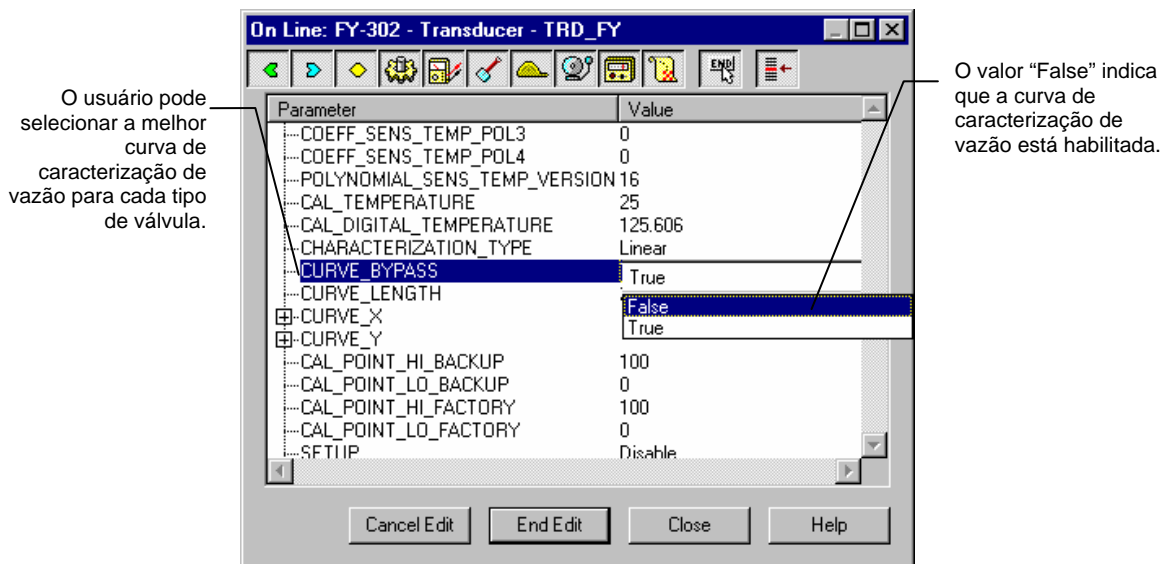 On Line: FY-302 - Transducer - TRD_FY
END
O usuário pode
selecionar a melhor
curva de
caracterização de
vazão para cada tipo
de válvula.
O valor “False” indica
que a curva de
caracterização de
vazão está habilitada.
Parameter Value
COEFF_SENS_TEMP_POL3 0
COEFF_SENS_TEMP_POL4 0
POLYNOMIAL_SENS_TEMP_VERSION 16
CAL_TEMPERATURE 25
CAL_DIGITAL_TEMPERATURE 125.606
CHARACTERIZATION_TYPE Linear
CURVE_BYPASS True
CURVE_LENGTH
False
True
CURVE_X
CURVE_Y
CAL_POINT_HI_BACKUP 100
CAL_POINT_LO_BACKUP 0
CAL_POINT_HI_FACTORY 100
CAL_POINT_LO_FACTORY 0
SETUP Disable
Cancel Edit End Edit Close Help